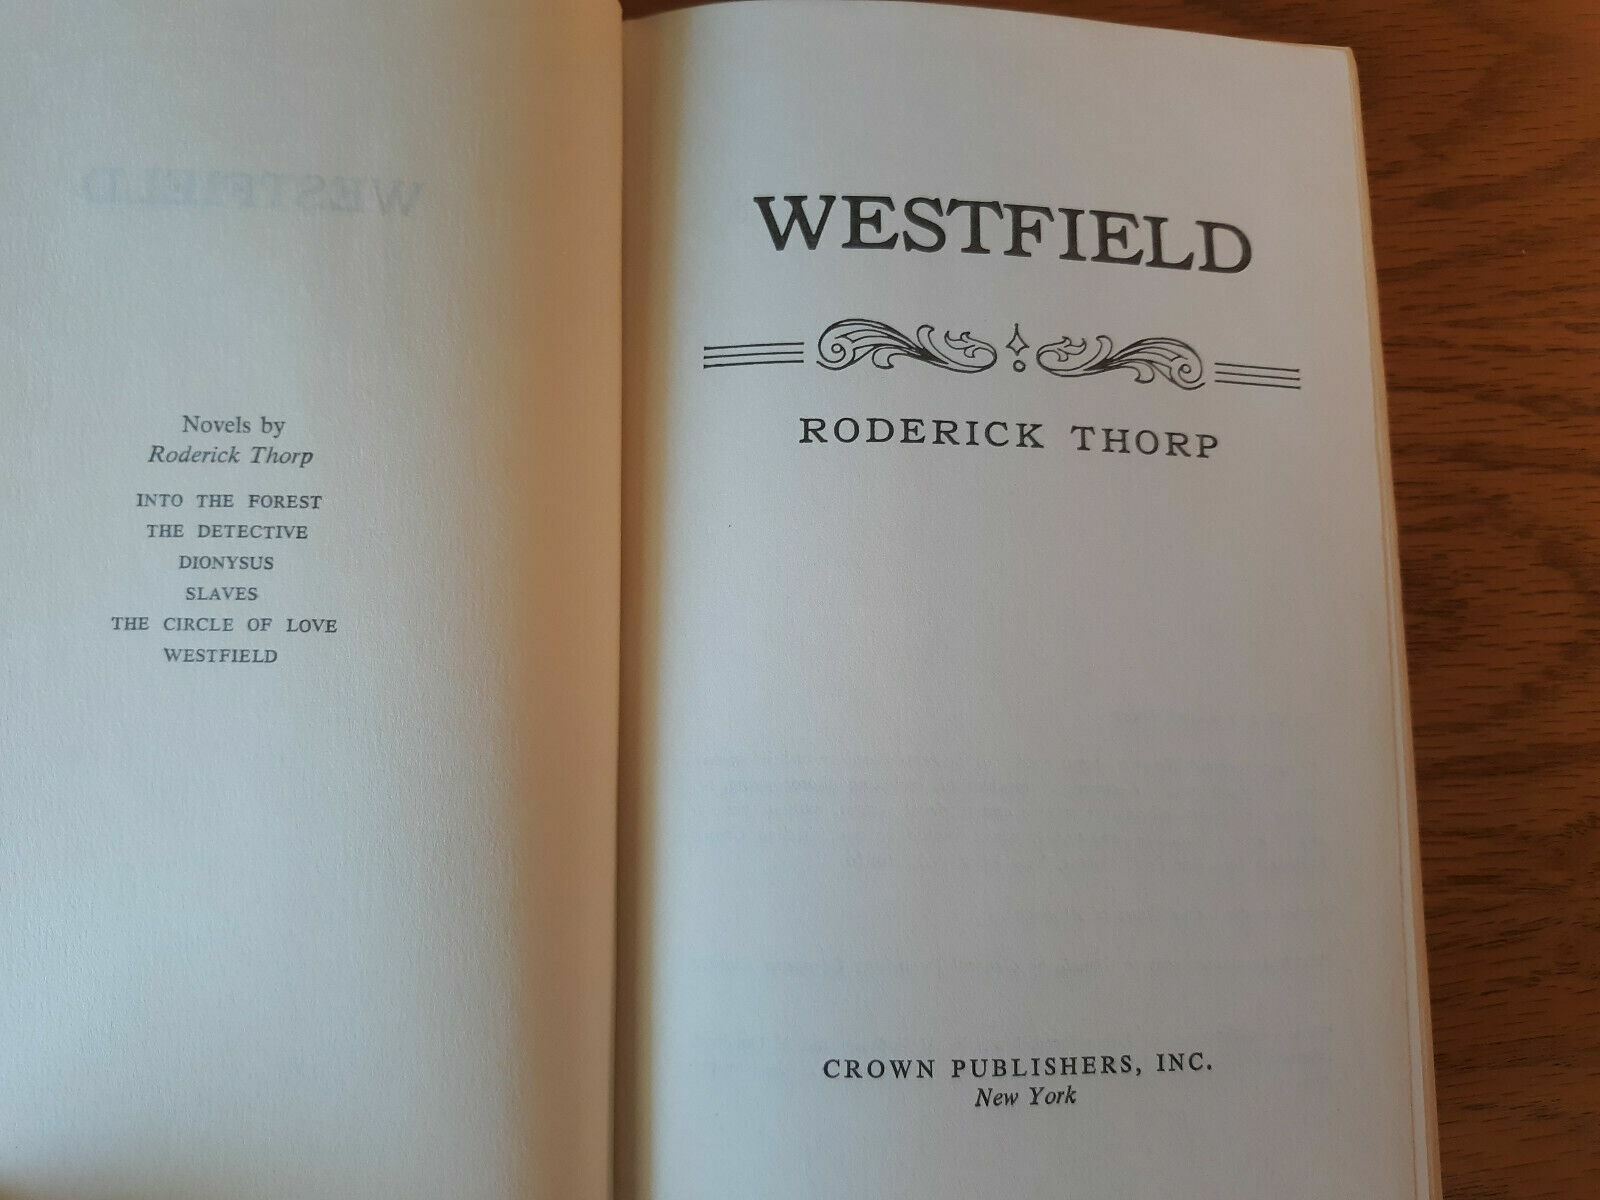 WESTFIELD
Novels by
Roderick Thorp
INTO THE FOREST
THE DETECTIVE
DIONYSUS
SLAVES
THE CIRCLE OF LOVE
WESTFIELD
WESTFIELD
RODERICK THORP
CROWN PUBLISHERS, INC.
New York